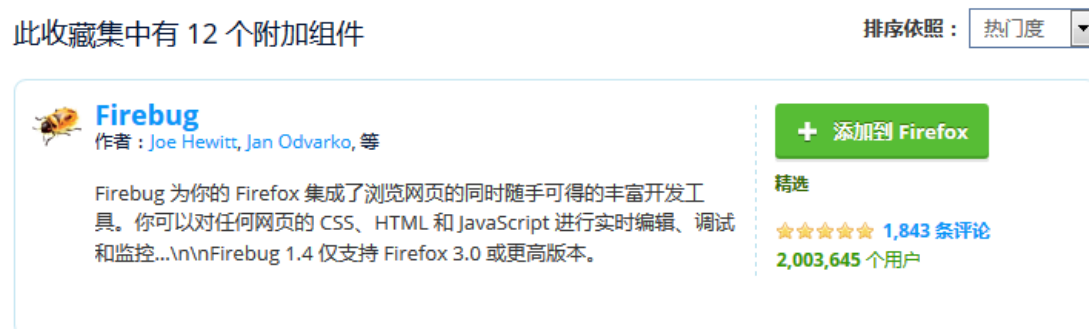 此收藏集中有 12 个附加组件
排序依照：
热门度
Firebug
作者：Joe Hewitt, Jan Odvarko, 等
Firebug 为你的 Firefox 集成了浏览网页的同时随手可得的丰富开发工
具。你可以对任何网页的 CSS、HTML 和 JavaScript 进行实时编辑、调试
和监控...\n\nFirebug 1.4 仅支持 Firefox 3.0 或更高版本。
添加到 Firefox
精选
1,843 条评论
2,003,645 个用户